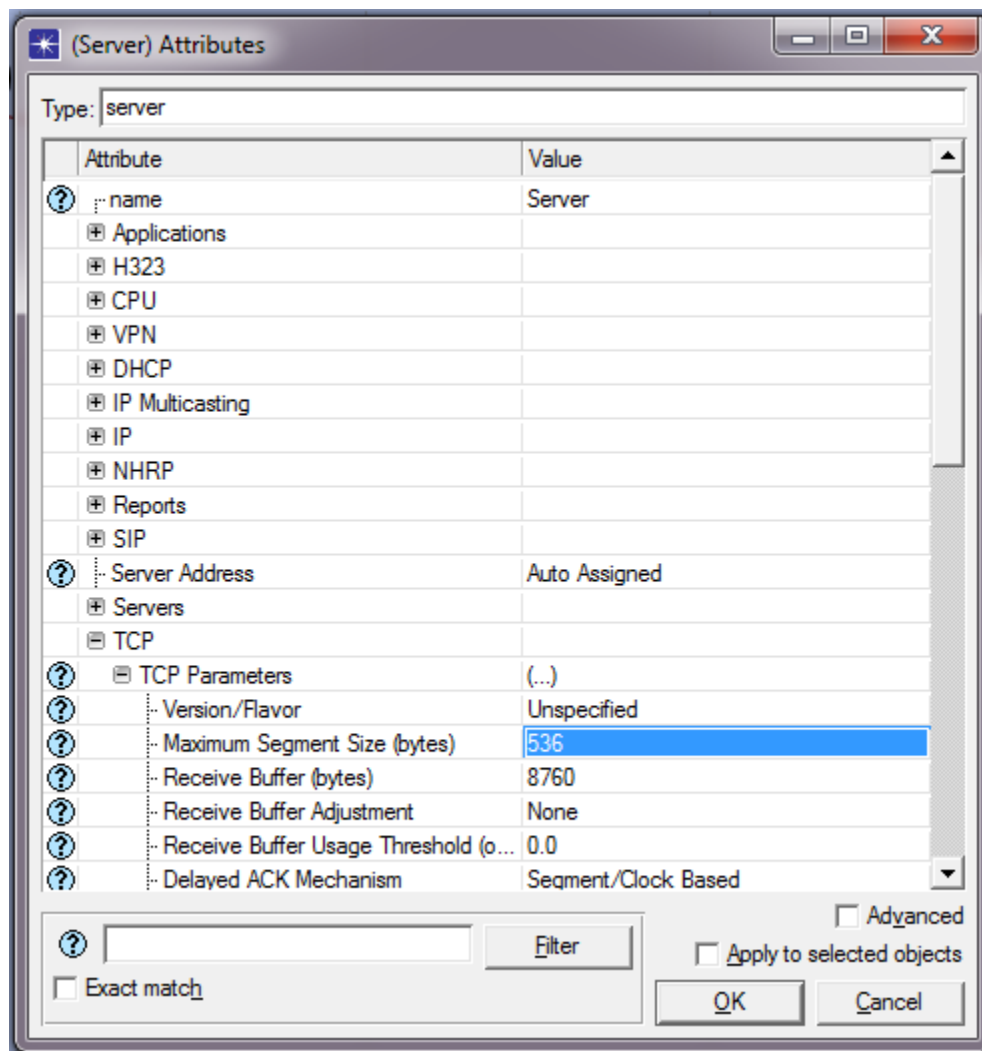 (Server) Attributes
Type: server
Attribute Value
name Server
Applications
H323
CPU
VPN
DHCP
IP Multicasting
IP
NHRP
Reports
SIP
Server Address Auto Assigned
Servers
TCP
TCP Parameters (...)
Version/Flavor Unspecified
Maximum Segment Size (bytes) 536
Receive Buffer (bytes) 8760
Receive Buffer Adjustment None
Receive Buffer Usage Threshold (o... 0.0
Delayed ACK Mechanism Segment/Clock Based
Advanced
Filter
Apply to selected objects
Exact match
OK Cancel